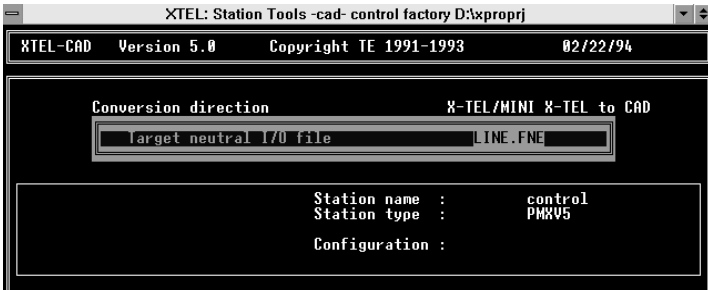 XTEL: Station Tools -cad- control factory D:\xproprj
XTEL-CAD Version 5.0 Copyright TE 1991-1993 02/22/94
Conversion direction X-TEL/MINI X-TEL to CAD
Target neutral I/O file LINE.FNE
Station name : control
Station type : PMXV5
Configuration :